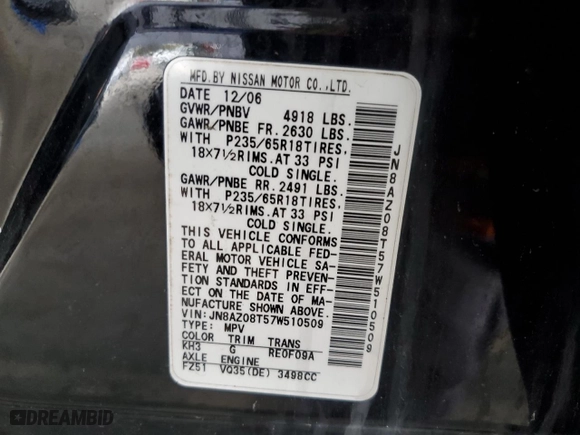 MFD.BY NISSAN MOTOR CO.,LTD.
DATE 12/06
GVWR/PNBV 4918 LBS.
GAWR/PNBE FR. 2630 LBS.
WITH P235/65R18TIRES,
18X7½RIMS.AT 33 PSI
COLD SINGLE.
GAWR/PNBE RR. 2491 LBS.
WITH P235/65R18TIRES,
18X7½RIMS.AT 33 PSI
COLD SINGLE.
THIS VEHICLE CONFORMS
TO ALL APPLICABLE FED-
ERAL MOTOR VEHICLE SA-
FETY AND THEFT PREVEN-
TION STANDARDS IN EFF-
ECT ON THE DATE OF MA-
NUFACTURE SHOWN ABOVE.
VIN:JN8AZ08T57W510509
TYPE: MPV
COLOR TRIM TRANS
KH3 G RE0F09A
AXLE ENGINE
FZ51 VQ35(DE) 3498CC
JN8AZ08T57W510509
DREAMBID